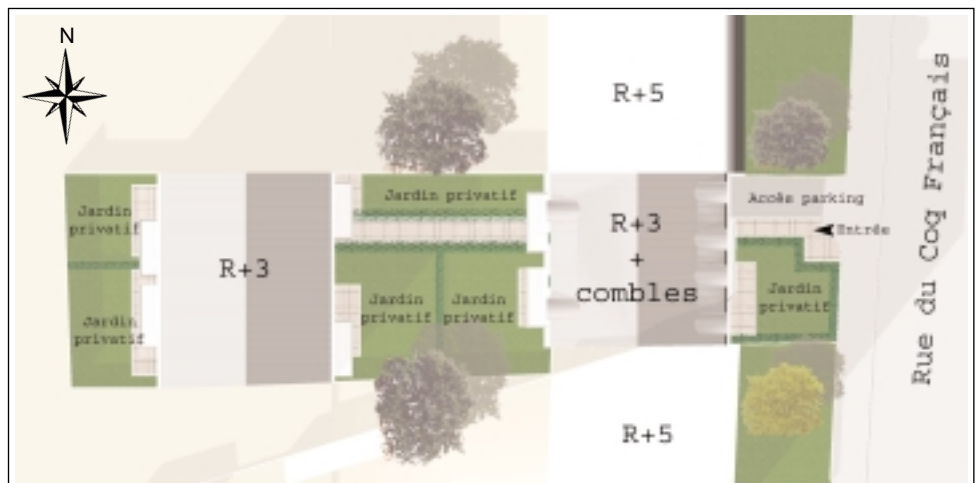 N
R+5
Jardin privatif
Accès parking
Entrée
Rue du Coq Français
Jardin
privatif
R+3
R+3
+
combles
Jardin
privatif
Jardin
privatif
Jardin
privatif
Jardin
privatif
R+5